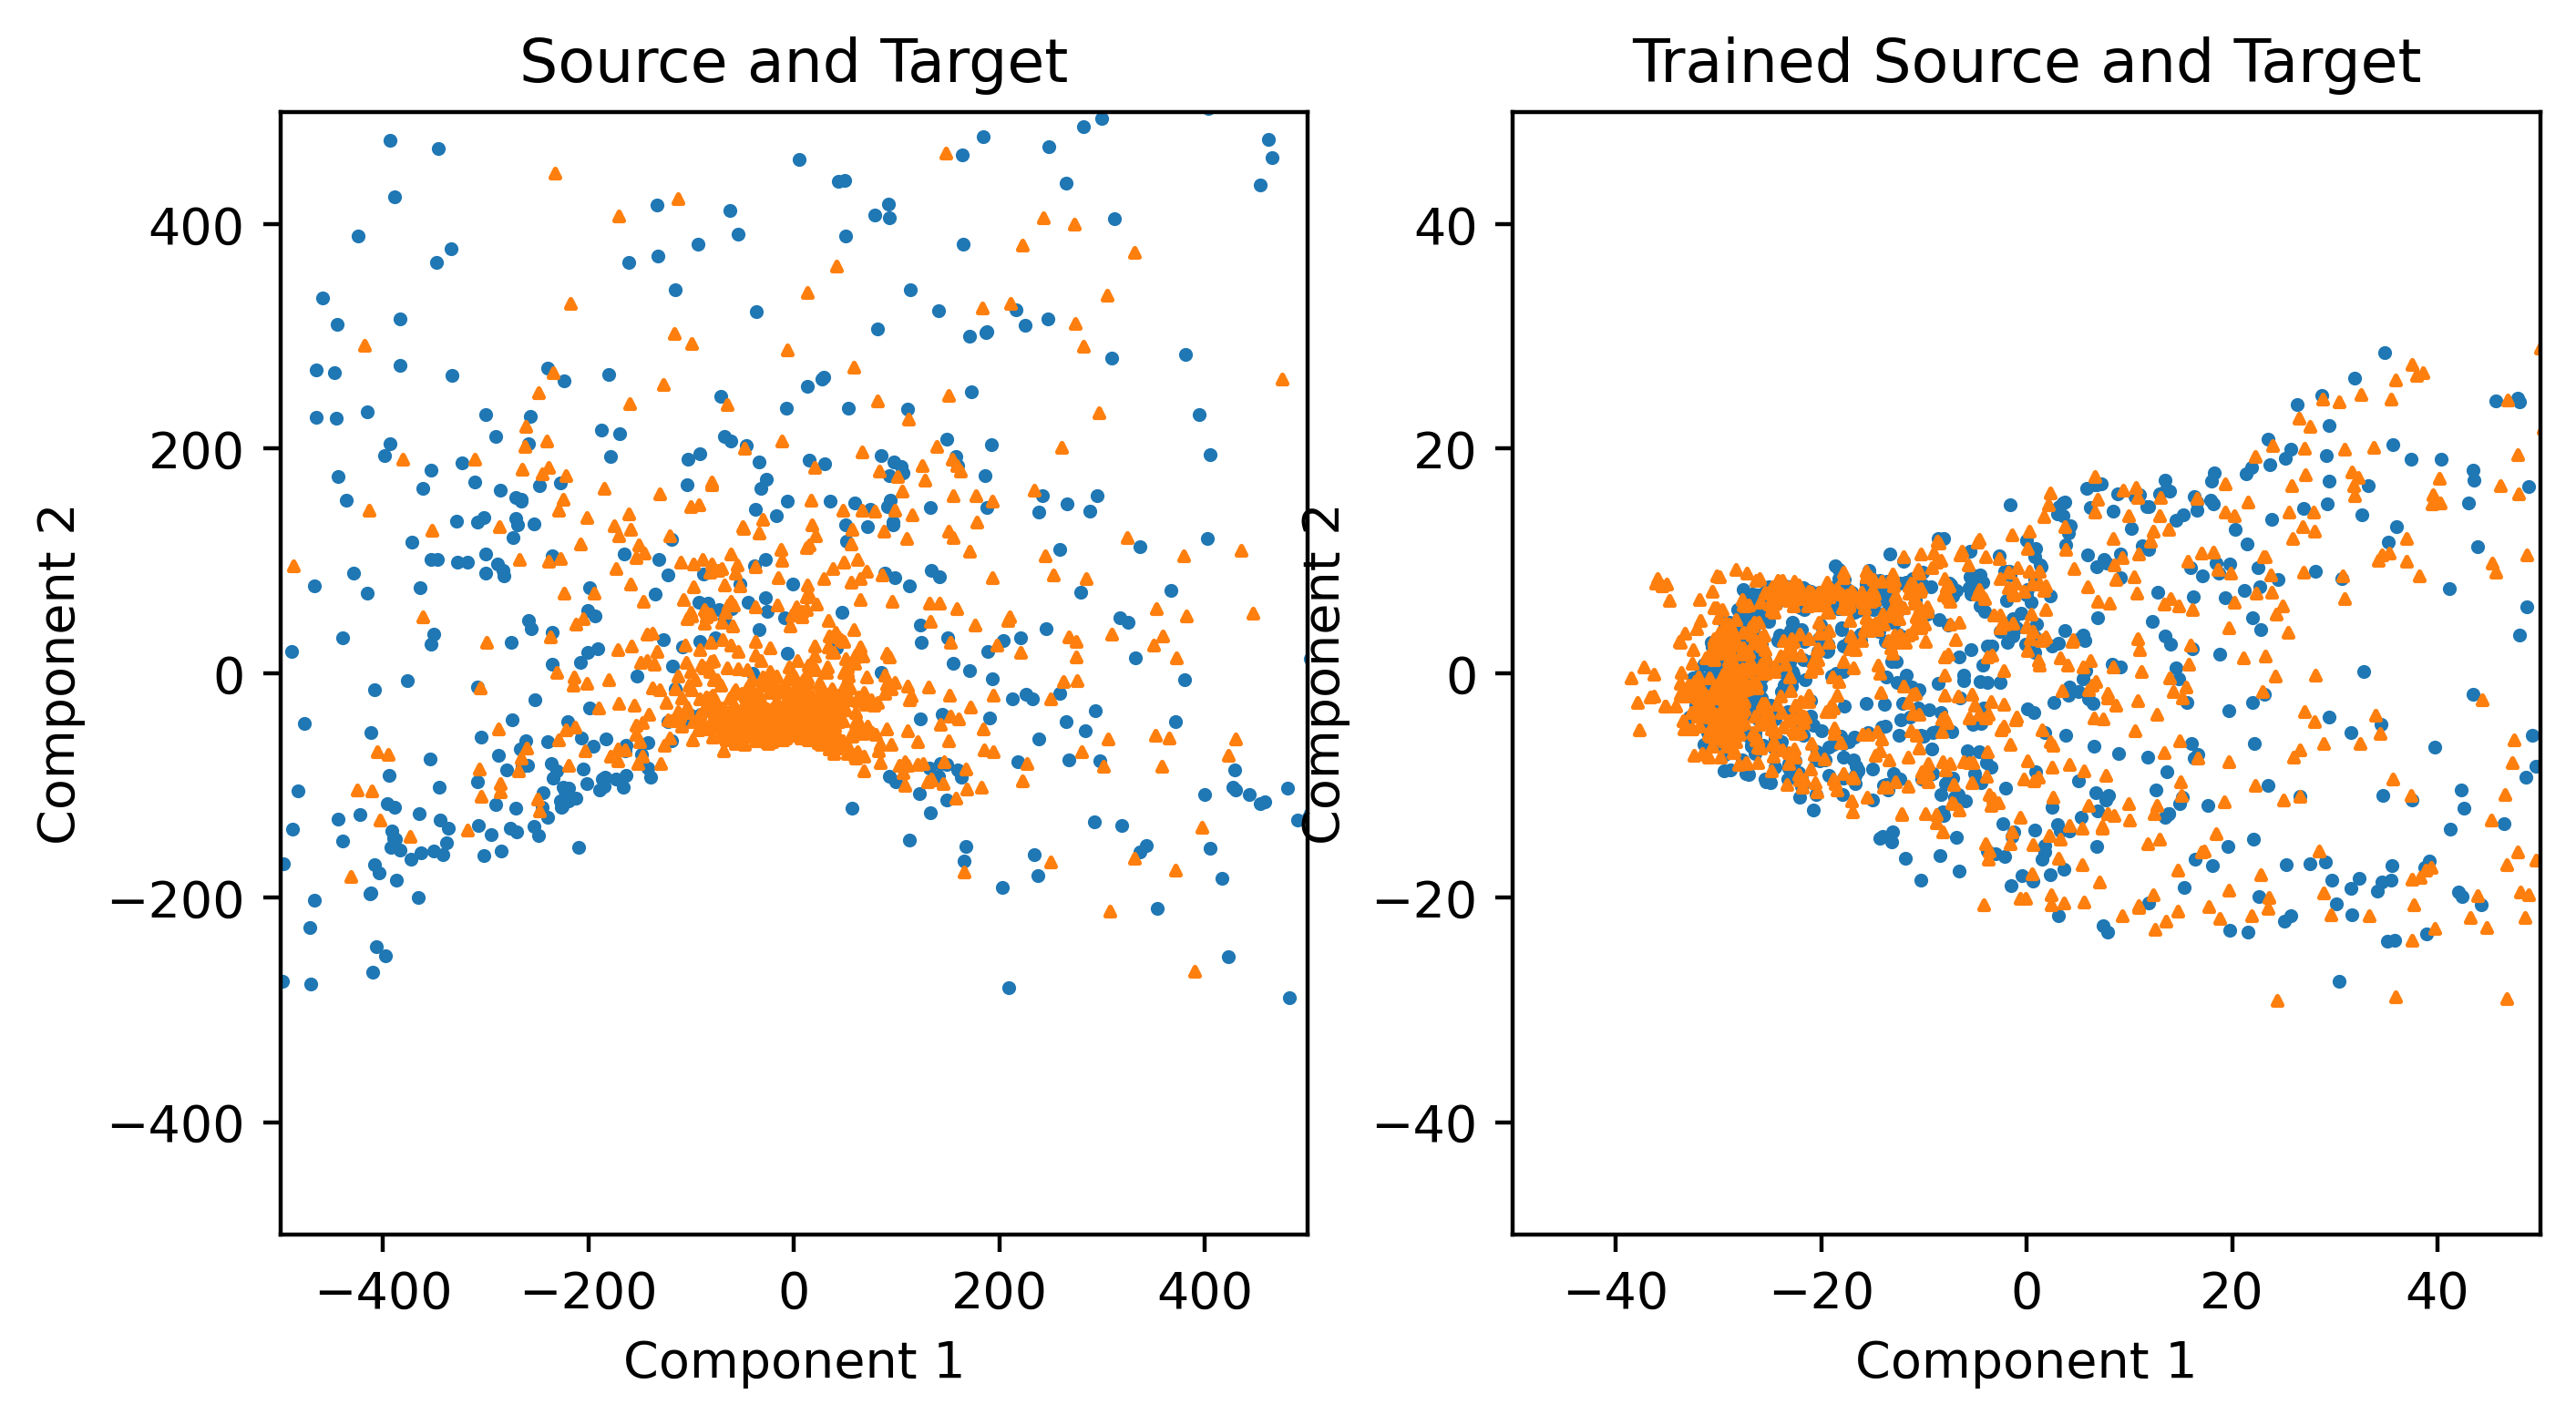 Source and Target
Component 2
400
200
0
−200
−400
−400 −200 0 200 400
Component 1
Trained Source and Target
Component 2
40
20
0
−20
−40
−40 −20 0 20 40
Component 1